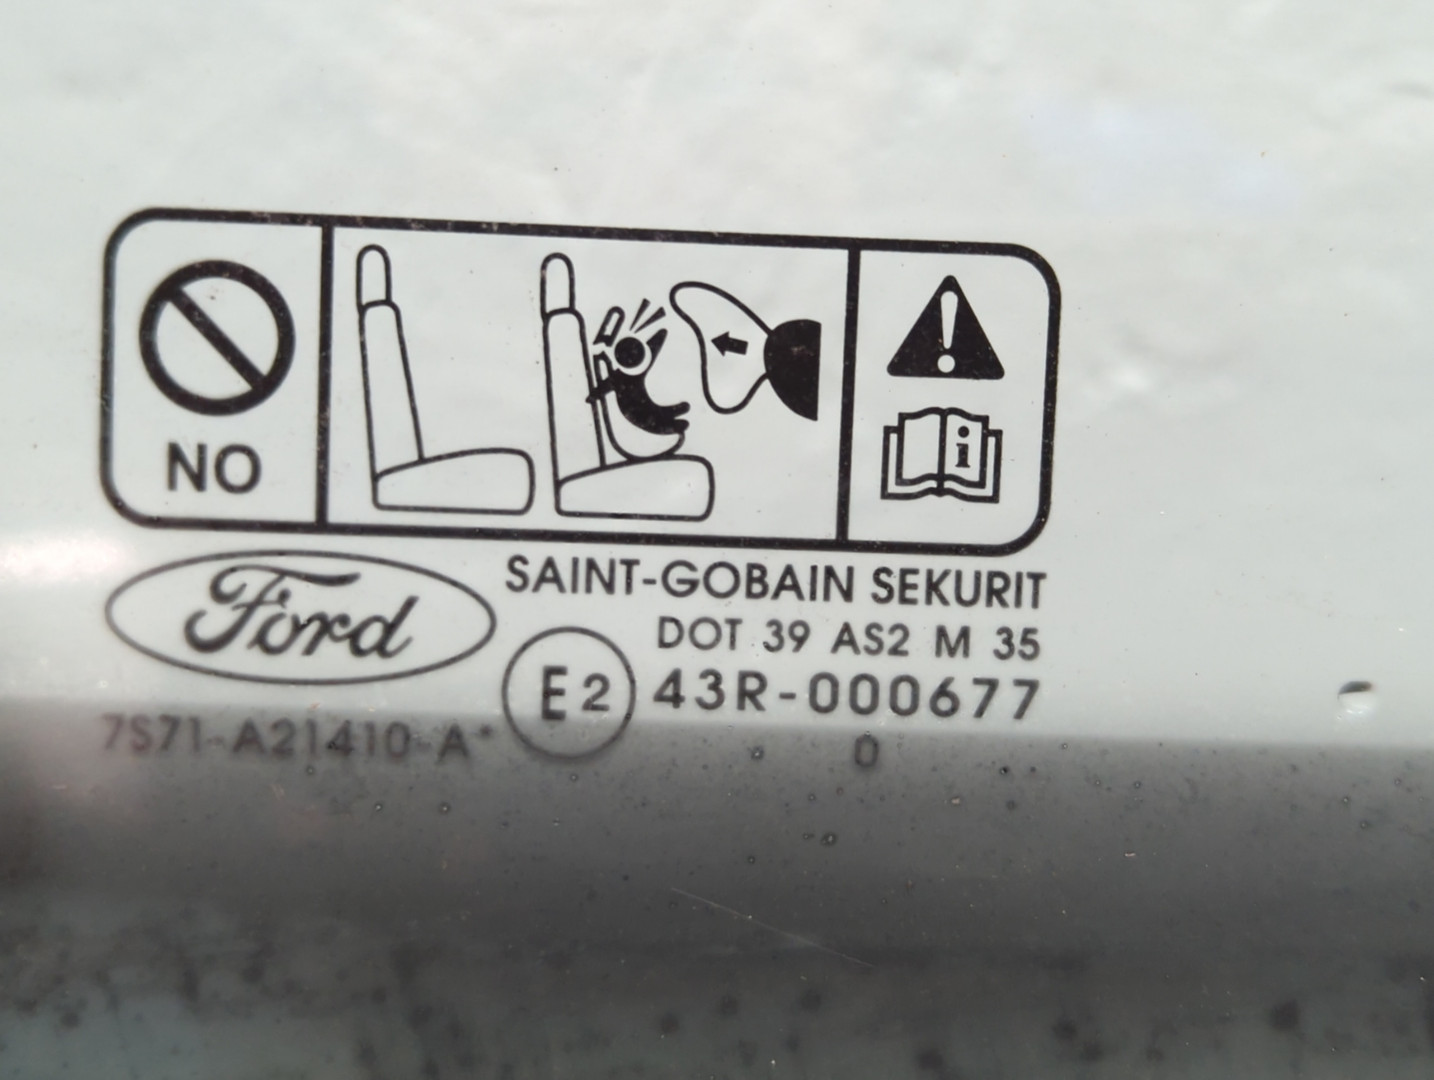 NO
i
Ford
SAINT-GOBAIN SEKURIT
DOT 39 AS2 M 35
E2 43R-000677
7S71-A21410-A*
. 0